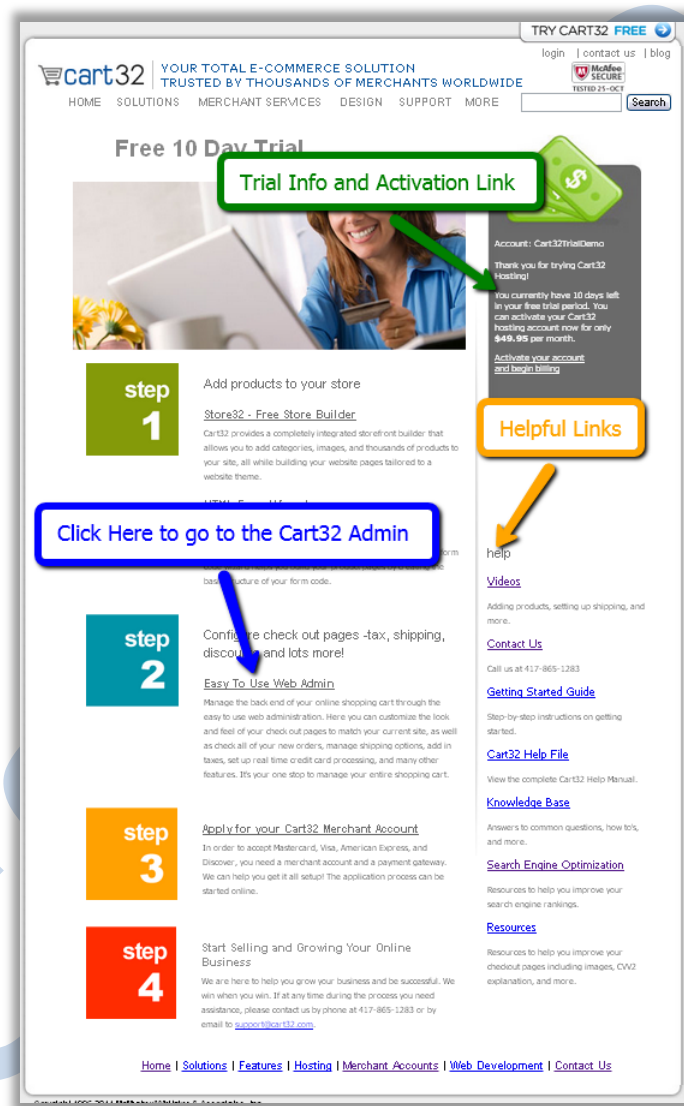 TRY CART32 FREE
login | contact us | blog
cart32
YOUR TOTAL E-COMMERCE SOLUTION
TRUSTED BY THOUSANDS OF MERCHANTS WORLDWIDE
McAfee
SECURE
TESTED 25-OCT
HOME SOLUTIONS MERCHANT SERVICES DESIGN SUPPORT MORE
Search
Free 10 Day Trial
Trial Info and Activation Link
Account: Cart32TrialDemo
Thank you for trying Cart32
Hosting!
You currently have 10 days left
in your free trial period. You
can activate your Cart32
hosting account now for only
$49.95 per month.
Activate your account
and begin billing
step
1
Add products to your store
Store32 - Free Store Builder
Cart32 provides a completely integrated storefront builder that
allows you to add categories, images, and thousands of products to
your site, all while building your website pages tailored to a
website theme.
Click Here to go to the Cart32 Admin
form
structure of your form code.
step
2
Configure check out pages -tax, shipping,
and lots more!
Easy To Use Web Admin
Manage the back end of your online shopping cart through the
easy to use web administration. Here you can customize the look
and feel of your check out pages to match your current site, as well
as check all of your new orders, manage shipping options, add in
taxes, set up real time credit card processing, and many other
features. It's your one stop to manage your entire shopping cart.
step
3
Apply for your Cart32 Merchant Account
In order to accept Mastercard, Visa, American Express, and
Discover, you need a merchant account and a payment gateway.
We can help you get it all setup! The application process can be
started online.
step
4
Start Selling and Growing Your Online
Business
We are here to help you grow your business and be successful. We
win when you win. If at any time during the process you need
assistance, please contact us by phone at 417-865-1283 or by
email to support@cart32.com.
Helpful Links
help
Videos
Adding products, setting up shipping, and
more.
Contact Us
Call us at 417-865-1283
Getting Started Guide
Step-by-step instructions on getting
started.
Cart32 Help File
View the complete Cart32 Help Manual.
Knowledge Base
Answers to common questions, how to's,
and more.
Search Engine Optimization
Resources to help you improve your
search engine rankings.
Resources
Resources to help you improve your
checkout pages including images, CVV2
explanation, and more.
Home | Solutions | Features | Hosting | Merchant Accounts | Web Development | Contact Us